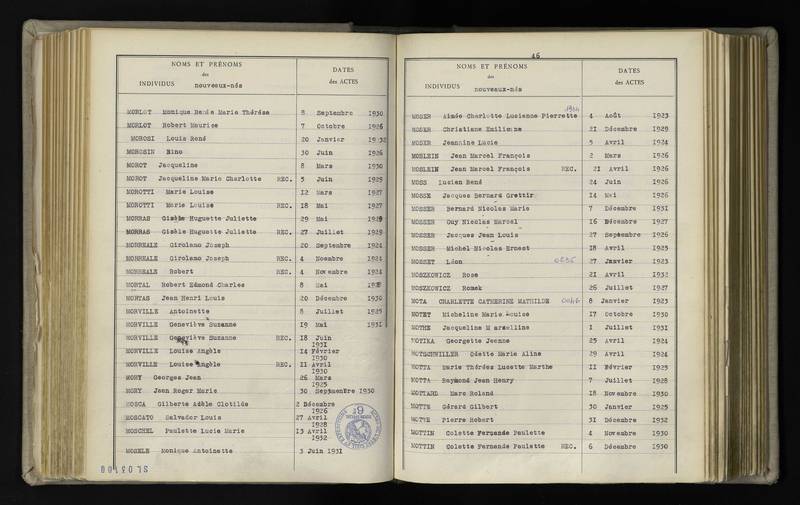 NOMS ET PRÉNOMS
des
INDIVIDUS nouveaux-nés
DATES
des ACTES
MORLOT Monique Renée Marie Thérèse 8 Septembre 1930
MORLOT Robert Maurice 7 Octobre 1926
MOROSI Louis René 20 Janvier 1932
MOROSIN Nino 30 Juin 1926
MOROT Jacqueline 8 Mars 1930
MOROT Jacqueline Marie Charlotte REC. 5 Juin 1929
MOROTTI Marie Louise 12 Mars 1927
MOROTTI Marie Louise REC. 18 Mai 1927
MORRAS Gisèle Huguette Juliette 29 Mai 1929
MORRAS Gisèle Huguette Juliette REC. 27 Juillet 1929
MORREALE Girolamo Joseph 20 Septembre 1924
MORREALE Girolamo Joseph REC. 4 Noembre 1924
MORREALE Robert REC. 4 Novembre 1924
MORTAL Robert Edmond Charles 8 Mai
MORTAS Jean Henri Louis 20 Décembre 1930
MORVILLE Antoinette 8 Juillet 1925
MORVILLE Geneviève Suzanne 19 Mai 1931
MORVILLE Geneviève Suzanne REC. 18 Juin
1931
MORVILLE Louise Angèle 14 Février
1930
MORVILLE Louise Angèle REC. 11 Avril
1930
MORY Georges Jean 26 Mars
1925
MORY Jean Roger Marie 30 Septembre 1930
MOSCA Gilberte Adèle Clotilde 2 Décembre
1926
MOSCATO Salvador Louis 27 Avril
1928
MOSCHEL Paulette Lucie Marie 13 Avril
1932
MOSELE Monique Antoinette 3 Juin 1931
46
NOMS ET PRÉNOMS
des
INDIVIDUS nouveaux-nés
DATES
des ACTES
1924
MOSER Aimée Charlotte Lucienne Pierrette 4 Août 1923
MOSER Christiane Emilienne 21 Décembre 1929
MOSER Jeannine Lucie 5 Avril 1924
MOSLEIN Jean Marcel François 2 Mars 1926
MOSLEIN Jean Marcel François REC. 21 Avril 1926
MOSS Lucien René 24 Juin 1926
MOSSE Jacques Bernard Grettir 14 Mai 1926
MOSSER Bernard Nicolas Marie 7 Décembre 1931
MOSSER Guy Nicolas Marcel 16 Décembre 1927
MOSSER Jacques Jean Louis 27 Septembre 1926
MOSSER Michel Nicolas Ernest 18 Avril 1925
MOSSET Léon 27 Janvier 1923
MOSZKOWICZ Rose 21 Avril 1932
MOSZKOWICZ Romek 26 Juillet 1927
MOTA CHARLETTE CATHERINE MATHILDE 0046 8 Janvier 1923
MOTET Micheline Marie Louise 17 Octobre 1930
MOTHE Jacqueline Marcelline 1 Juillet 1931
MOTIKA Georgette Jeanne 25 Avril 1924
MOTSCHWILLER Odette Marie Aline 29 Avril 1924
MOTTA Marie Thérèse Lusette Marthe 11 Février 1925
MOTTA Raymond Jean Henry 7 Juillet 1928
MOTTARD Marc Roland 18 Novembre 1930
MOTTE Gérard Gilbert 30 Janvier 1925
MOTTE Pierre Robert 31 Décembre 1932
MOTTIN Colette Fernande Paulette 4 Novembre 1930
MOTTIN Colette Fernande Paulette REC. 6 Décembre 1930